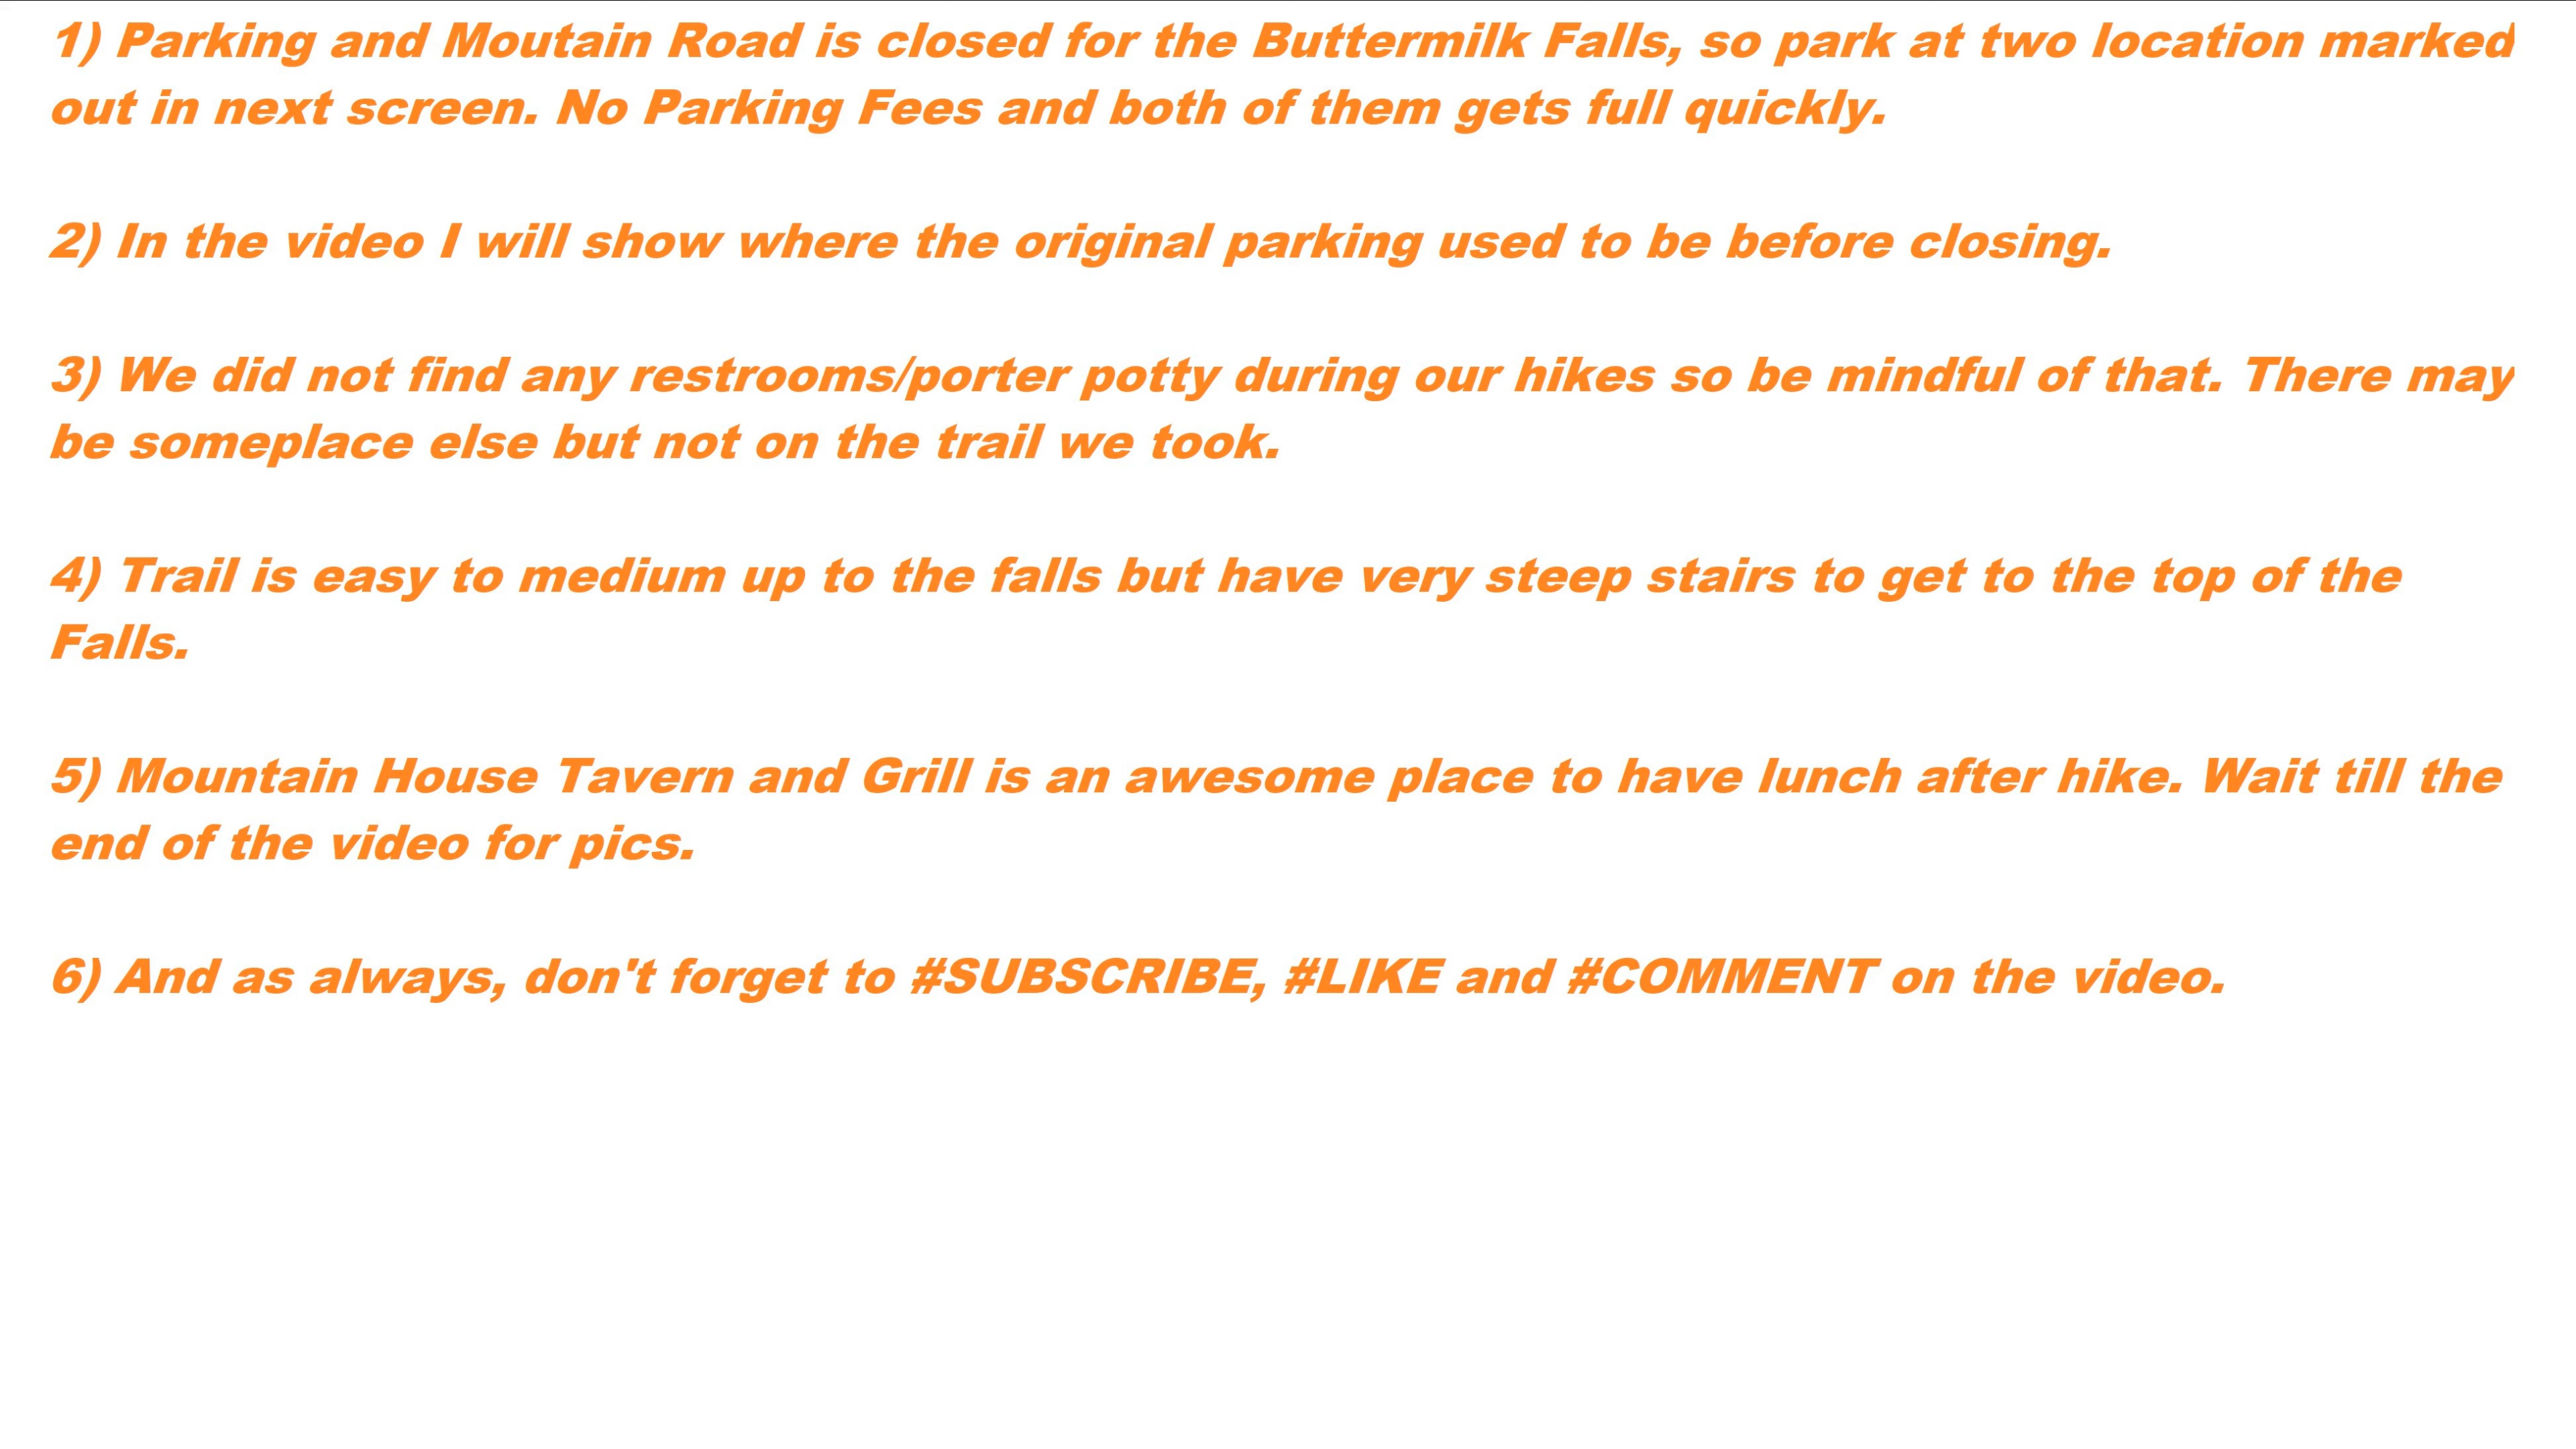 1) Parking and Moutain Road is closed for the Buttermilk Falls, so park at two location marked
out in next screen. No Parking Fees and both of them gets full quickly.
2) In the video I will show where the original parking used to be before closing.
3) We did not find any restrooms/porter potty during our hikes so be mindful of that. There may
be someplace else but not on the trail we took.
4) Trail is easy to medium up to the falls but have very steep stairs to get to the top of the
Falls.
5) Mountain House Tavern and Grill is an awesome place to have lunch after hike. Wait till the
end of the video for pics.
6) And as always, don't forget to #SUBSCRIBE, #LIKE and #COMMENT on the video.